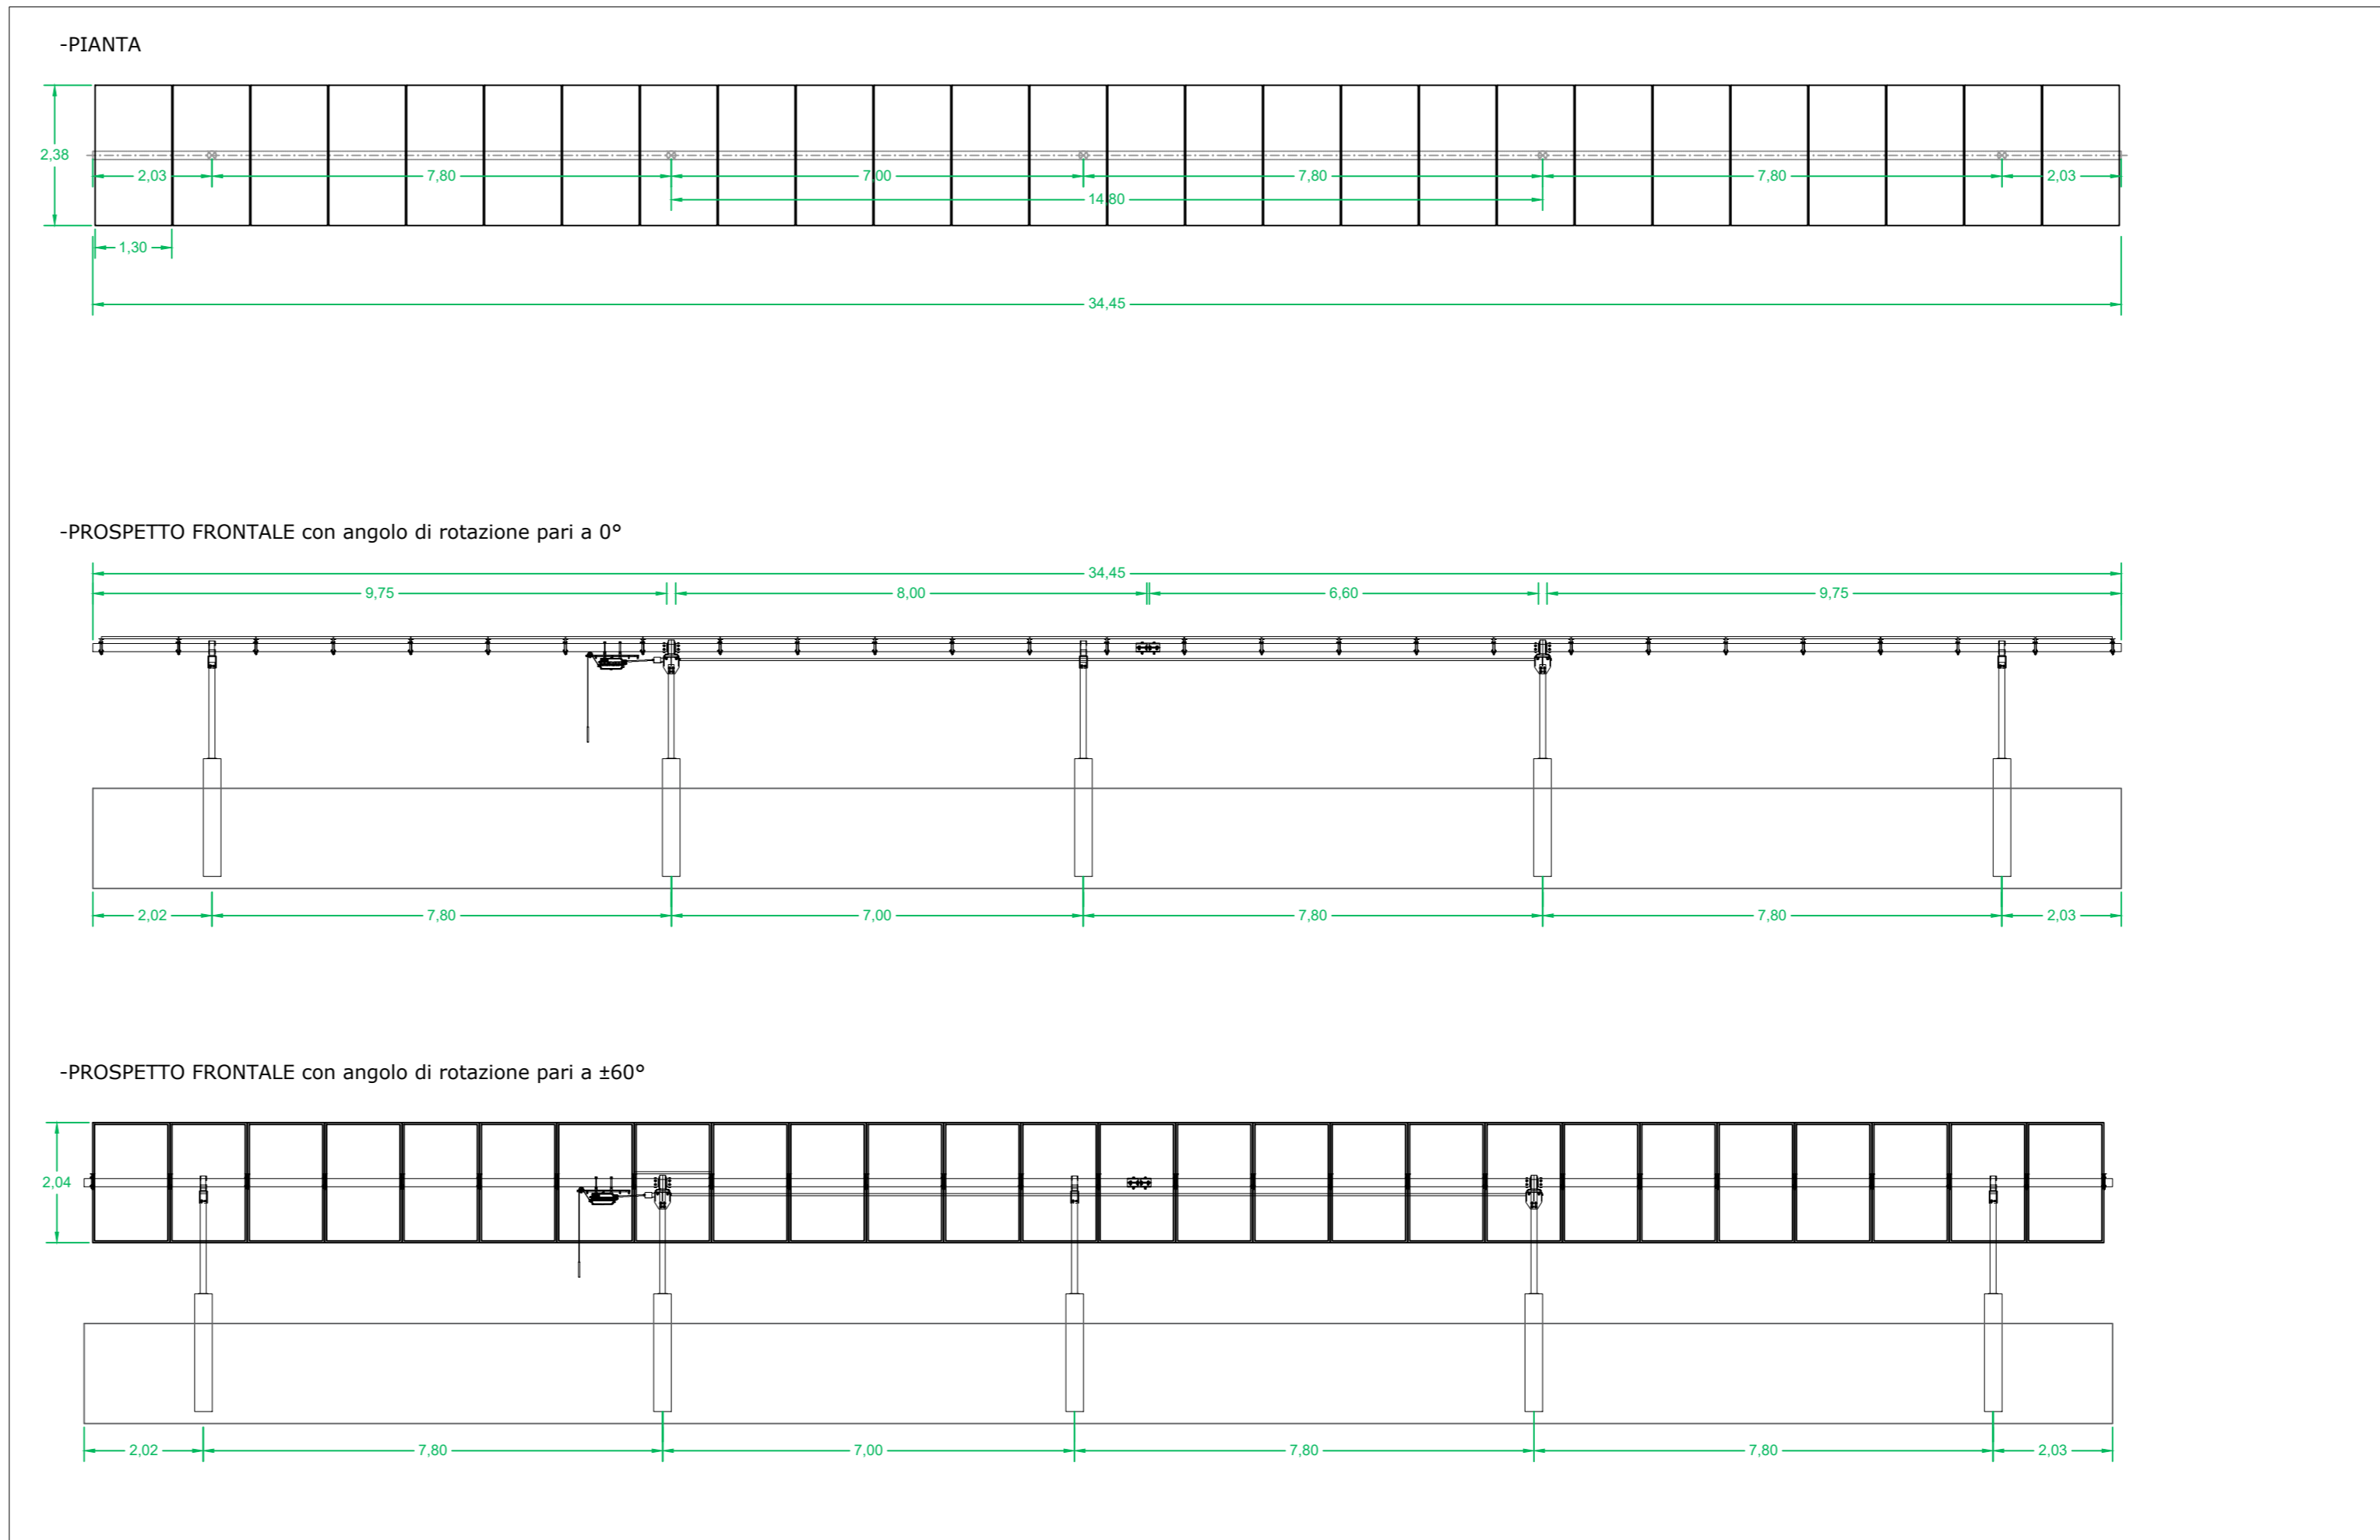 -PIANTA
2,38
2,03 7,80 7,00 7,80 7,80 2,03
14,80
1,30
34,45
-PROSPETTO FRONTALE con angolo di rotazione pari a 0°
34,45
9,75 8,00 6,60 9,75
2,02 7,80 7,00 7,80 7,80 2,03
-PROSPETTO FRONTALE con angolo di rotazione pari a ±60°
2,04
2,02 7,80 7,00 7,80 7,80 2,03